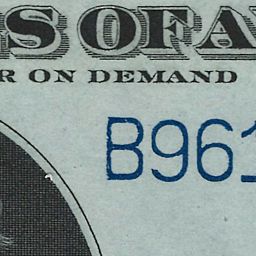 S OF A
R ON DEMAND
B961